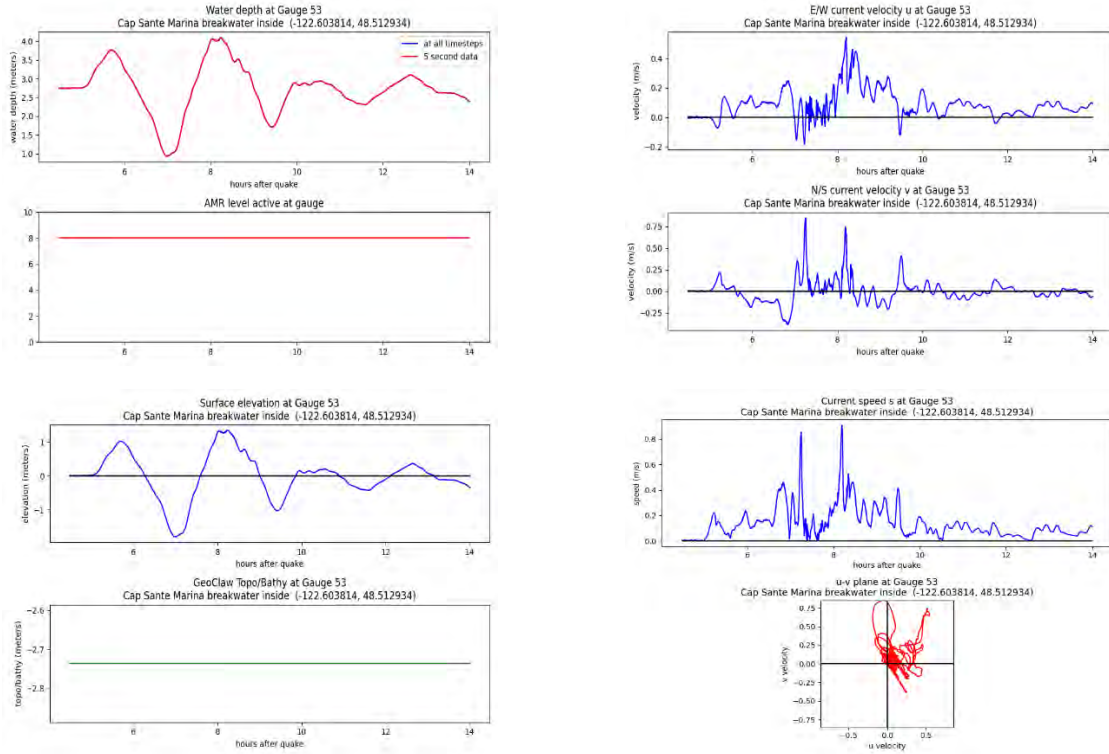 Water depth at Gauge 53
Cap Sante Marina breakwater inside (-122.603814, 48.512934)
at all timesteps
5 second data
water depth (meters)
4.0
3.5
3.0
2.5
2.0
1.5
1.0
6 8 10 12 14
hours after quake
AMR level active at gauge
10
8
6
4
2
0
6 8 10 12 14
hours after quake
Surface elevation at Gauge 53
Cap Sante Marina breakwater inside (-122.603814, 48.512934)
elevation (meters)
1
0
−1
6 8 10 12 14
hours after quake
GeoClaw Topo/Bathy at Gauge 53
Cap Sante Marina breakwater inside (-122.603814, 48.512934)
topo/bathy (meters)
−2.6
−2.7
−2.8
6 8 10 12 14
hours after quake
E/W current velocity u at Gauge 53
Cap Sante Marina breakwater inside (-122.603814, 48.512934)
velocity (m/s)
0.4
0.2
0.0
−0.2
6 8 10 12 14
hours after quake
N/S current velocity v at Gauge 53
Cap Sante Marina breakwater inside (-122.603814, 48.512934)
velocity (m/s)
0.75
0.50
0.25
0.00
−0.25
6 8 10 12 14
hours after quake
Current speed s at Gauge 53
Cap Sante Marina breakwater inside (-122.603814, 48.512934)
speed (m/s)
0.8
0.6
0.4
0.2
0.0
6 8 10 12 14
hours after quake
u-v plane at Gauge 53
Cap Sante Marina breakwater inside (-122.603814, 48.512934)
v velocity
0.75
0.50
0.25
0.00
−0.25
−0.50
−0.75
−0.5 0.0 0.5
u velocity